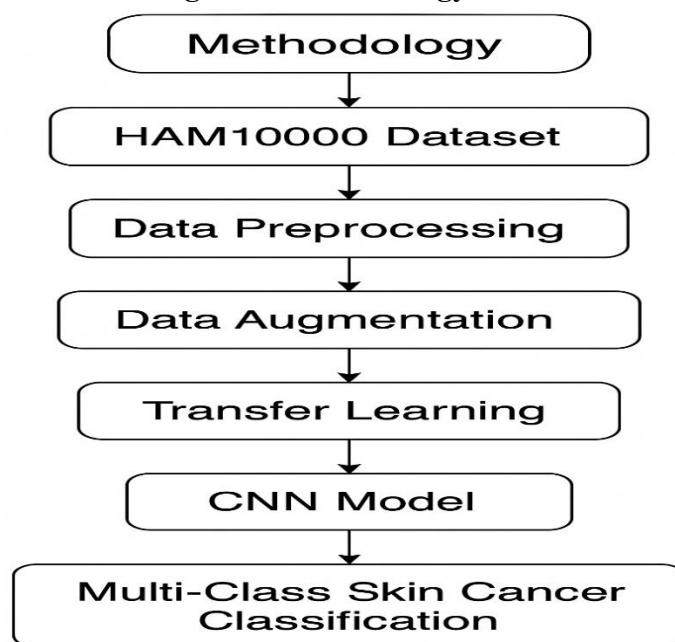 Methodology
HAM10000 Dataset
Data Preprocessing
Data Augmentation
Transfer Learning
CNN Model
Multi-Class Skin Cancer
Classification